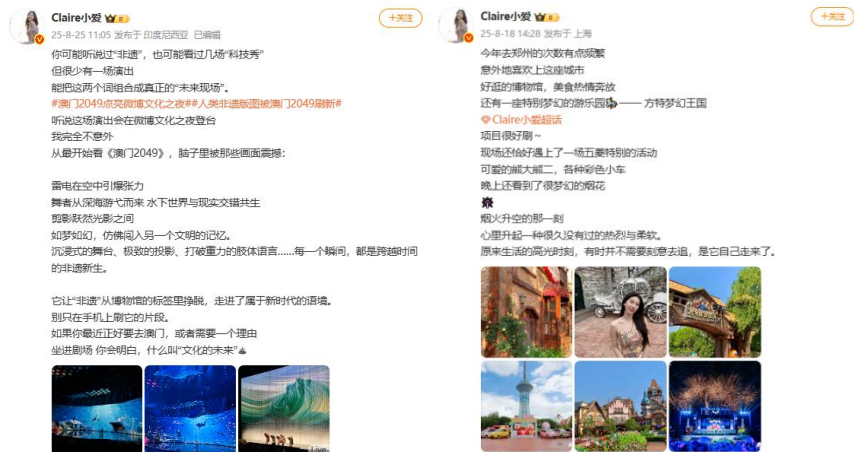 Claire小爱
+关注
25-8-25 11:05 发布于 印度尼西亚 已编辑
你可能听说过“非遗”，也可能看过几场“科技秀”
但很少有一场演出
能把这两个词组合成真正的“未来现场”。
#澳门2049点亮微博文化之夜##人类非遗版图被澳门2049刷新#
听说这场演出会在微博文化之夜登台
我完全不意外
从最开始看《澳门2049》，脑子里被那些画面震撼：
雷电在空中引爆张力
舞者从深海游弋而来 水下世界与现实交错共生
剪影跃然光影之间
如梦如幻，仿佛闯入另一个文明的记忆。
沉浸式的舞台、极致的投影、打破重力的肢体语言......每一个瞬间，都是跨越时间
的非遗新生。
它让“非遗”从博物馆的标签里挣脱，走进了属于新时代的语境。
别只在手机上刷它的片段。
如果你最近正好要去澳门，或者需要一个理由
坐进剧场 你会明白，什么叫“文化的未来”
Live
Claire小爱
+关注
25-8-18 14:28 发布于 上海
今年去郑州的次数有点频繁
意外地喜欢上这座城市
好逛的博物馆，美食热情奔放
还有一座特别梦幻的游乐园 —— 方特梦幻王国
Claire小爱超话
项目很好刷～
现场还恰好遇上了一场五菱特别的活动
可爱的熊大熊二，各种彩色小车
晚上还看到了很梦幻的烟花
烟火升空的那一刻
心里升起一种很久没有过的热烈与柔软。
原来生活的高光时刻，有时并不需要刻意去追，是它自己走来了。